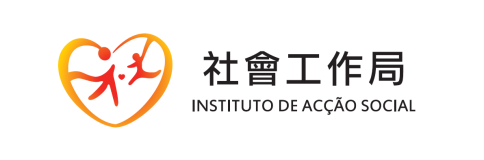 社會工作局
INSTITUTO DE ACÇÃO SOCIAL